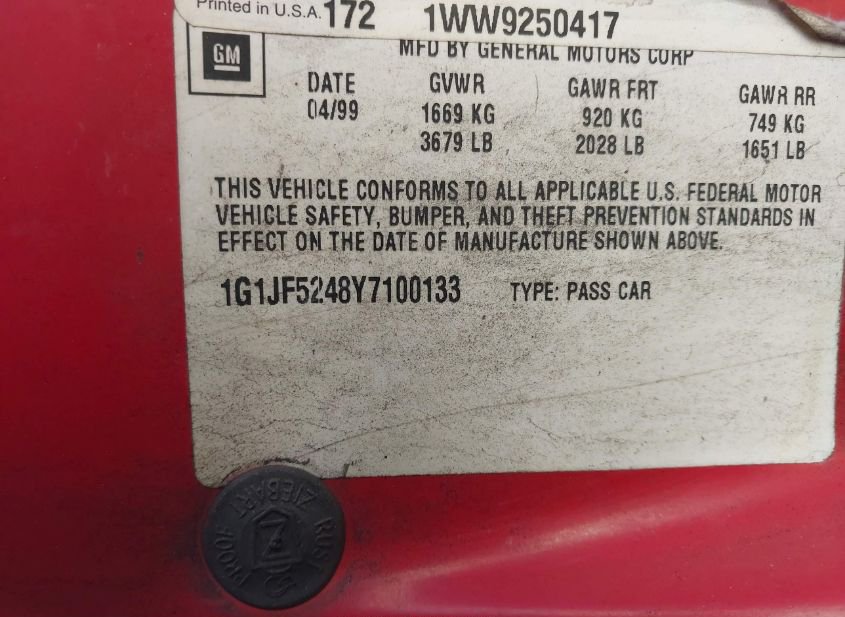 Printed in U.S.A. 172 1WW9250417
GM
MFD BY GENERAL MOTORS CORP
DATE GVWR GAWR FRT GAWR RR
04/99 1669 KG 920 KG 749 KG
3679 LB 2028 LB 1651 LB
THIS VEHICLE CONFORMS TO ALL APPLICABLE U.S. FEDERAL MOTOR
VEHICLE SAFETY, BUMPER, AND THEFT PREVENTION STANDARDS IN
EFFECT ON THE DATE OF MANUFACTURE SHOWN ABOVE.
1G1JF5248Y7100133 TYPE: PASS CAR
ZIEBART
RUST
PROOF